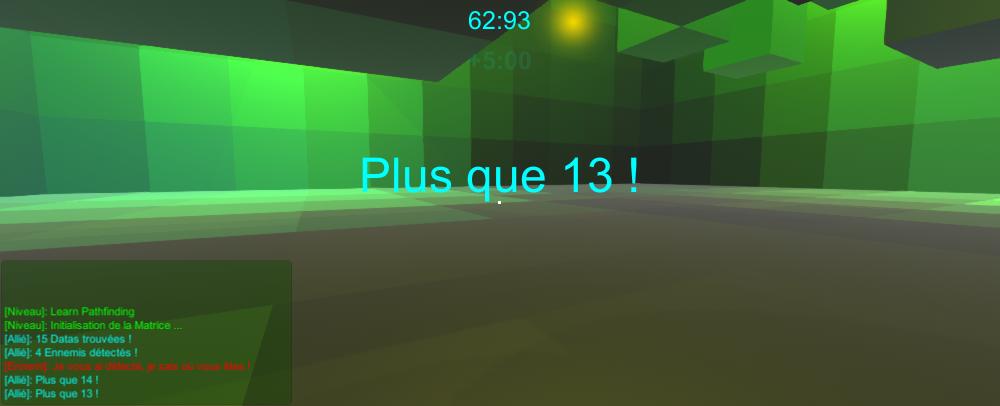 62:93
+5:00
Plus que 13 !
[Niveau]: Learn Pathfinding
[Niveau]: Initialisation de la Matrice ...
[Allié]: 15 Datas trouvées !
[Allié]: 4 Ennemis détectés !
Je vous ai détecté, je sais où vous êtes !
[Allié]: Plus que 14 !
[Allié]: Plus que 13 !